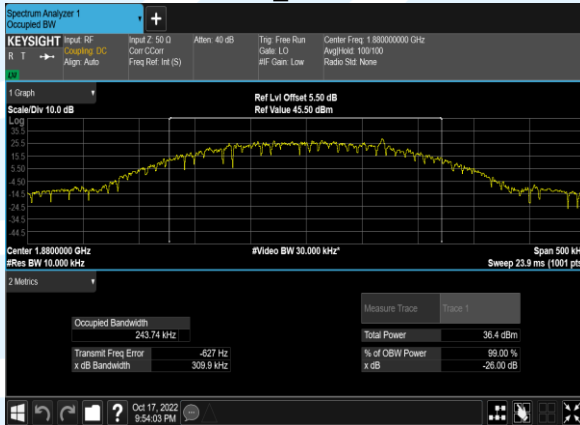 Spectrum Analyzer 1
Occupied BW
+
KEYSIGHT
R T
Input: RF
Coupling: DC
Align: Auto
Input Z: 50 Ω
Corr CCorr
Freq Ref: Int (S)
Atten: 40 dB
Trig: Free Run
Gate: LO
#IF Gain: Low
Center Freq: 1.880000000 GHz
Avg|Hold: 100/100
Radio Std: None
1 Graph
Scale/Div 10.0 dB
Ref Lvl Offset 5.50 dB
Ref Value 45.50 dBm
Log
35.5
25.5
15.5
5.50
-4.50
-14.5
-24.5
-34.5
-44.5
Center 1.8800000 GHz
#Res BW 10.000 kHz
#Video BW 30.000 kHz*
Span 500 kH
Sweep 23.9 ms (1001 pts
2 Metrics
Measure Trace
Trace 1
Occupied Bandwidth
243.74 kHz
Total Power
36.4 dBm
Transmit Freq Error
-627 Hz
% of OBW Power
99.00 %
x dB Bandwidth
309.9 kHz
x dB
-26.00 dB
?
Oct 17, 2022
9:54:03 PM